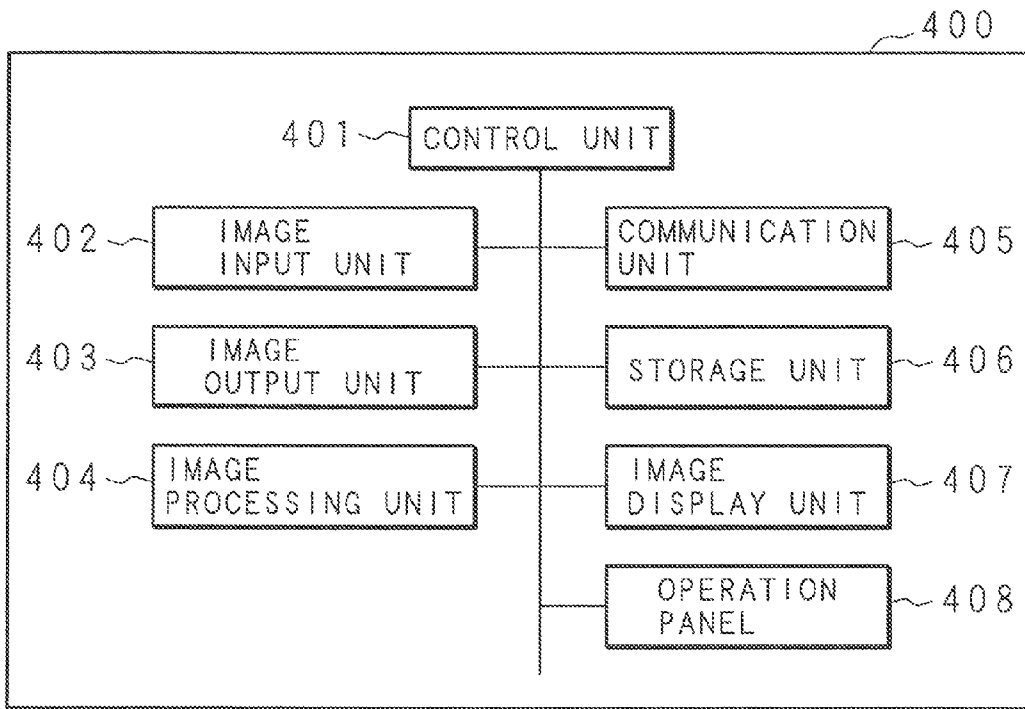 400
401 CONTROL UNIT
402 IMAGE
INPUT UNIT
COMMUNICATION
UNIT 405
403 IMAGE
OUTPUT UNIT
STORAGE UNIT 406
404 IMAGE
PROCESSING UNIT
IMAGE
DISPLAY UNIT 407
OPERATION
PANEL 408